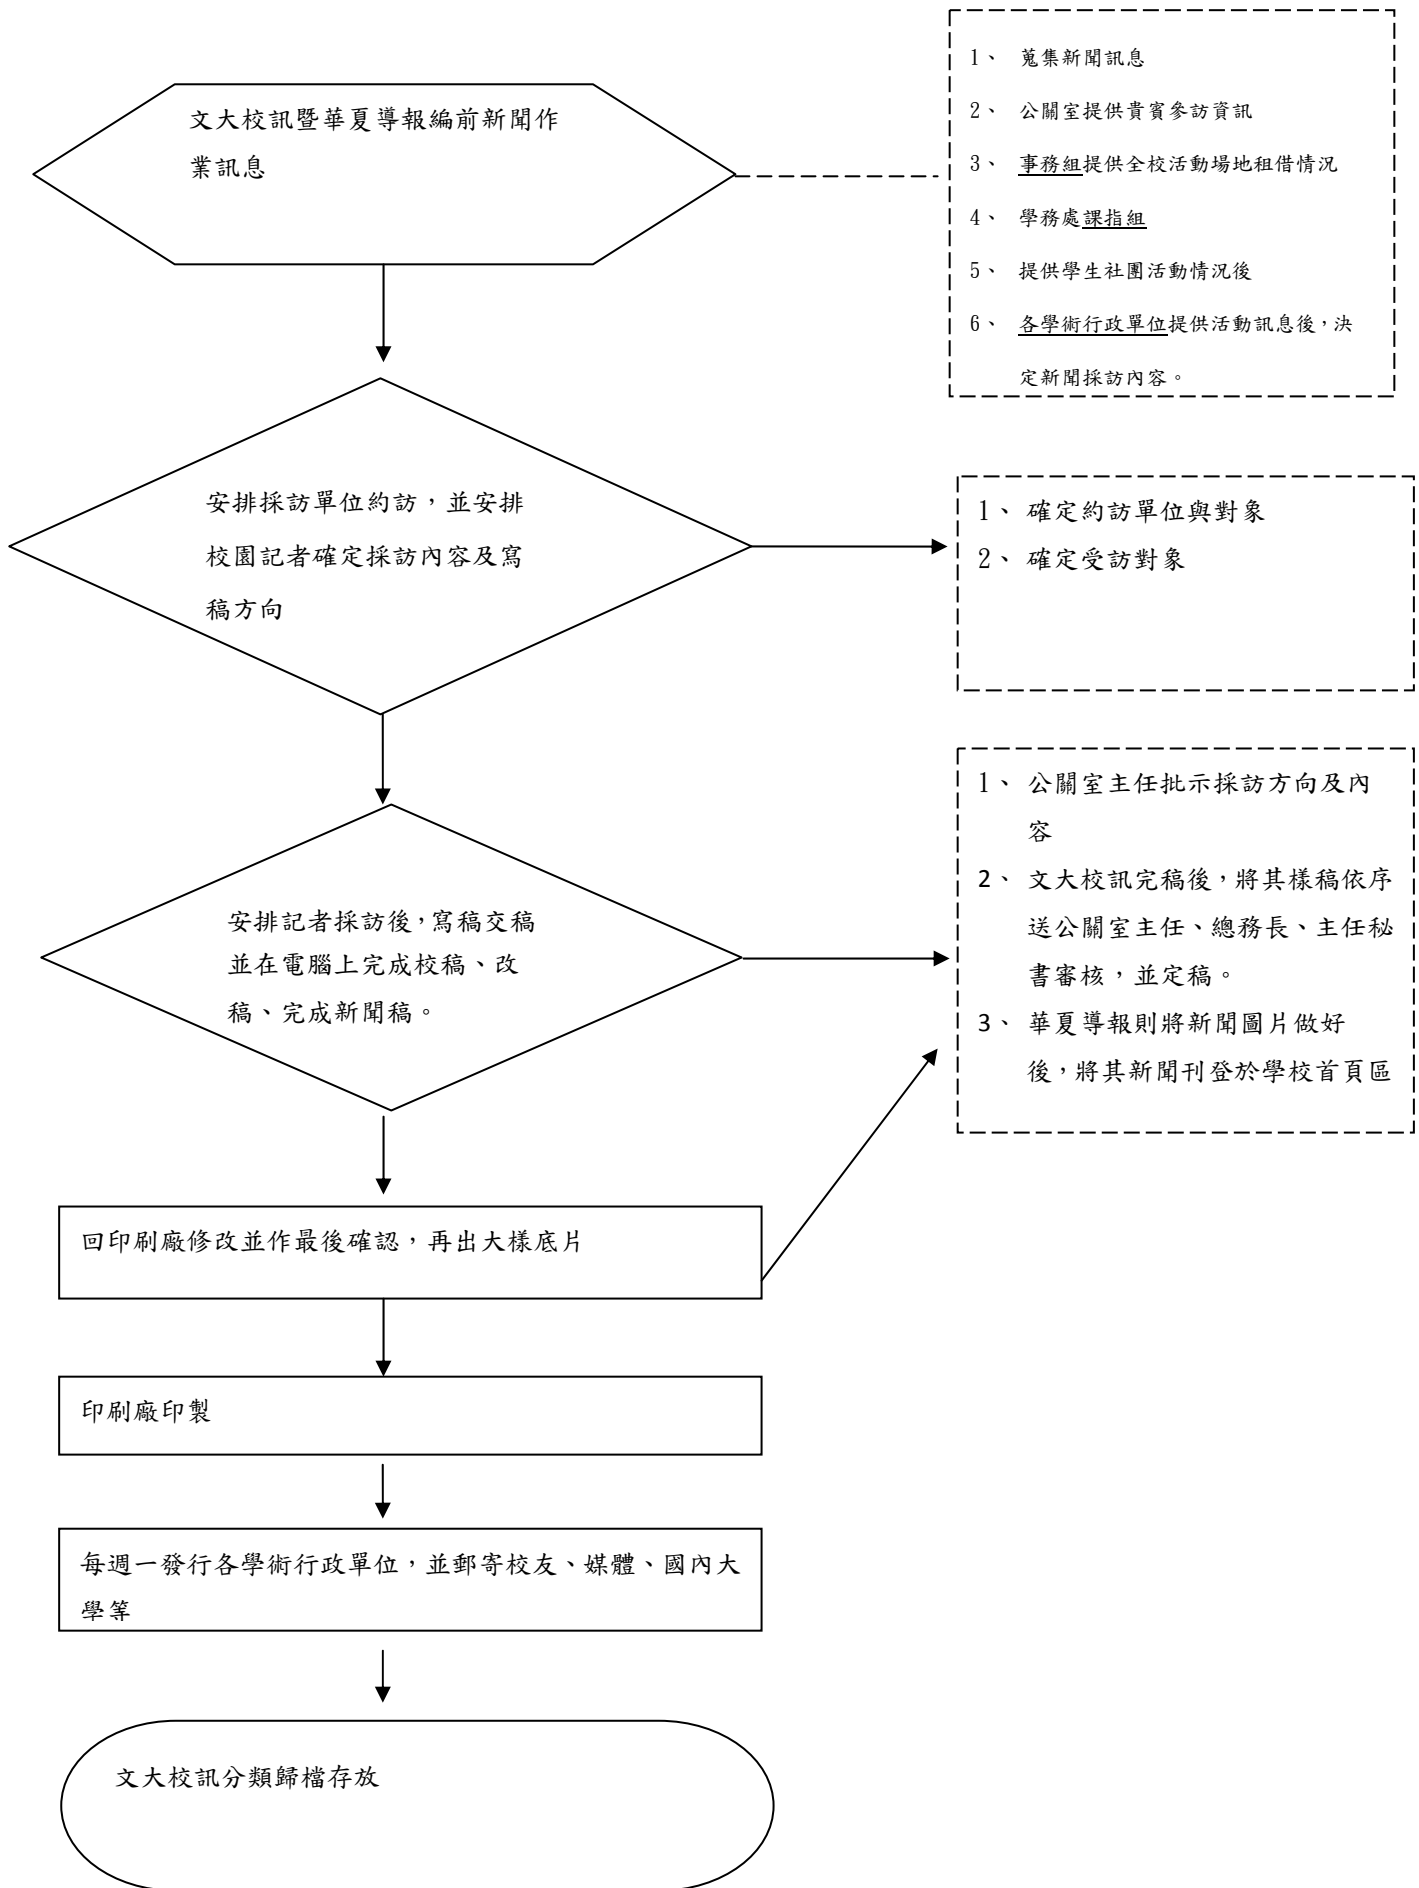 文大校訊暨華夏導報編前新聞作
業訊息
1、 蒐集新聞訊息
2、 公關室提供貴賓參訪資訊
3、 事務組提供全校活動場地租借情況
4、 學務處課指組
5、 提供學生社團活動情況後
6、 各學術行政單位提供活動訊息後，決
定新聞採訪內容。
安排採訪單位約訪，並安排
校園記者確定採訪內容及寫
稿方向
1、 確定約訪單位與對象
2、 確定受訪對象
安排記者採訪後，寫稿交稿
並在電腦上完成校稿、改
稿、完成新聞稿。
1、 公關室主任批示採訪方向及內
容
2、 文大校訊完稿後，將其樣稿依序
送公關室主任、總務長、主任秘
書審核，並定稿。
3、 華夏導報則將新聞圖片做好
後，將其新聞刊登於學校首頁區
回印刷廠修改並作最後確認，再出大樣底片
印刷廠印製
每週一發行各學術行政單位，並郵寄校友、媒體、國內大
學等
文大校訊分類歸檔存放